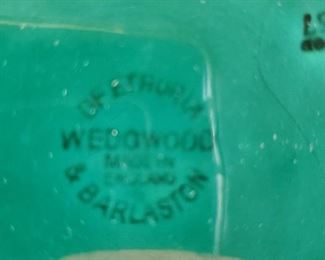 OF ETRURIA
WEDGWOOD
MADE IN
ENGLAND
& BARLASTON